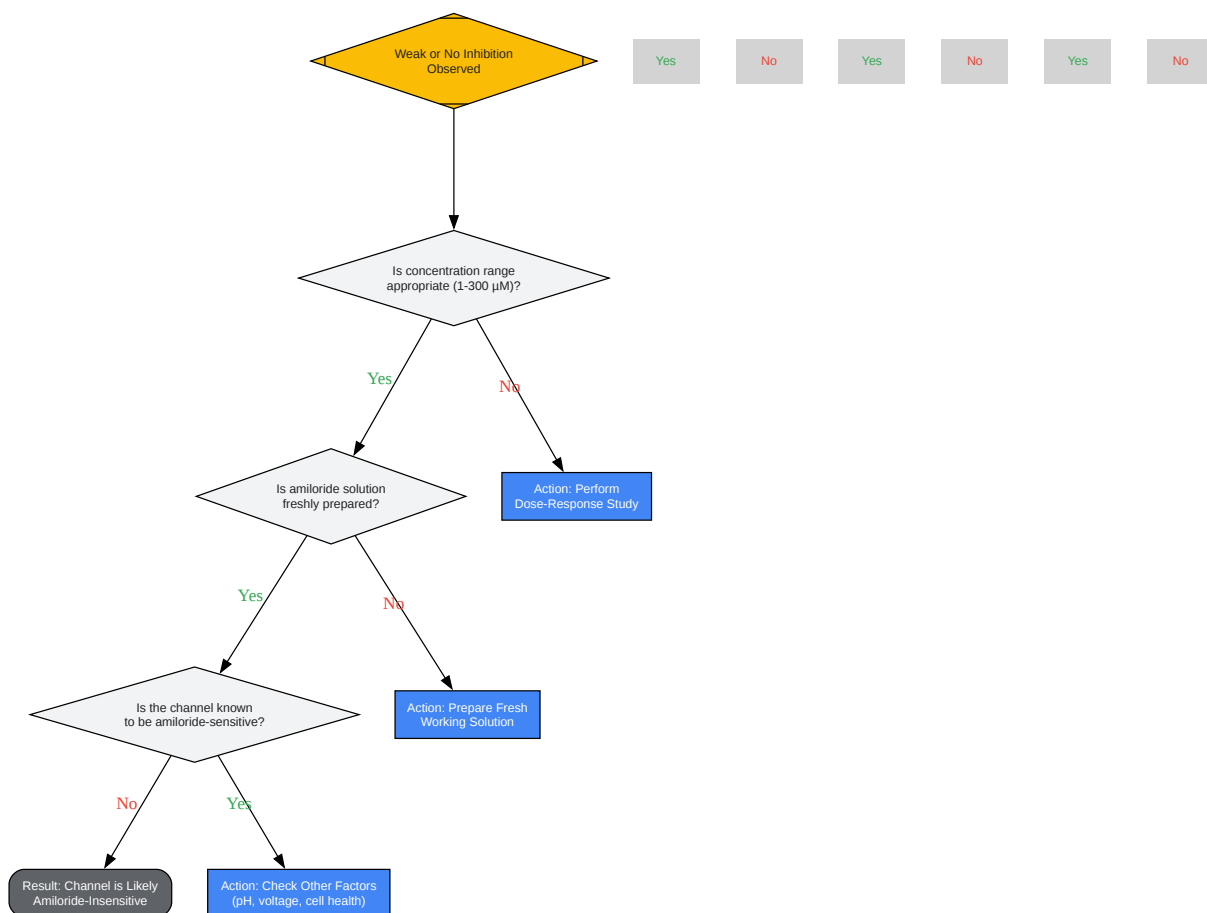 Weak or No Inhibition
Observed
Yes
No
Yes
No
Yes
No
Is concentration range
appropriate (1-300 µM)?
Yes
No
Is amiloride solution
freshly prepared?
Action: Perform
Dose-Response Study
Yes
No
Is the channel known
to be amiloride-sensitive?
Action: Prepare Fresh
Working Solution
No
Yes
Result: Channel is Likely
Amiloride-Insensitive
Action: Check Other Factors
(pH, voltage, cell health)